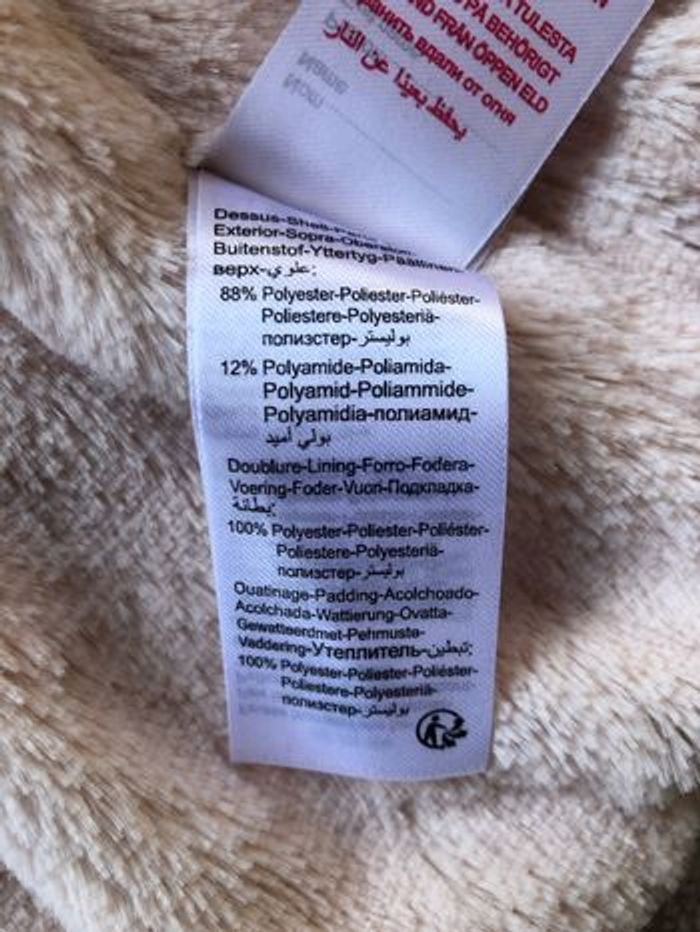 TULESTA
PÅ BEHÖRIGT
FRÅN ÖPPEN ELD
ВДАЛИ ОТ ОГНЯ
يحفظ بعيدا عن النار
Name
Dessus-Shell-
Exterior-Sopra-
Buitenstof-Yttertyg-Päällinen-
верх-علوي:
88% Polyester-Poliester-Poliéster-
Poliestere-Polyesteriä-
полиэстер-بوليستر
12% Polyamide-Poliamida-
Polyamid-Poliammide-
Polyamidia-полиамид-
بولي أميد
Doublure-Lining-Forro-Fodera-
Voering-Foder-Vuori-Подкладка-
بطانة:
100% Polyester-Poliester-Poliéster-
Poliestere-Polyesteriä-
полиэстер-بوليستر
Ouatinage-Padding-Acolchoado-
Acolchada-Wattierung-Ovatta-
Gewatteerdmet-Pehmuste-
Vaddering-Утеплитель-تبطين:
100% Polyester-Poliester-Poliéster-
Poliestere-Polyesteriä-
полиэстер-بوليستر